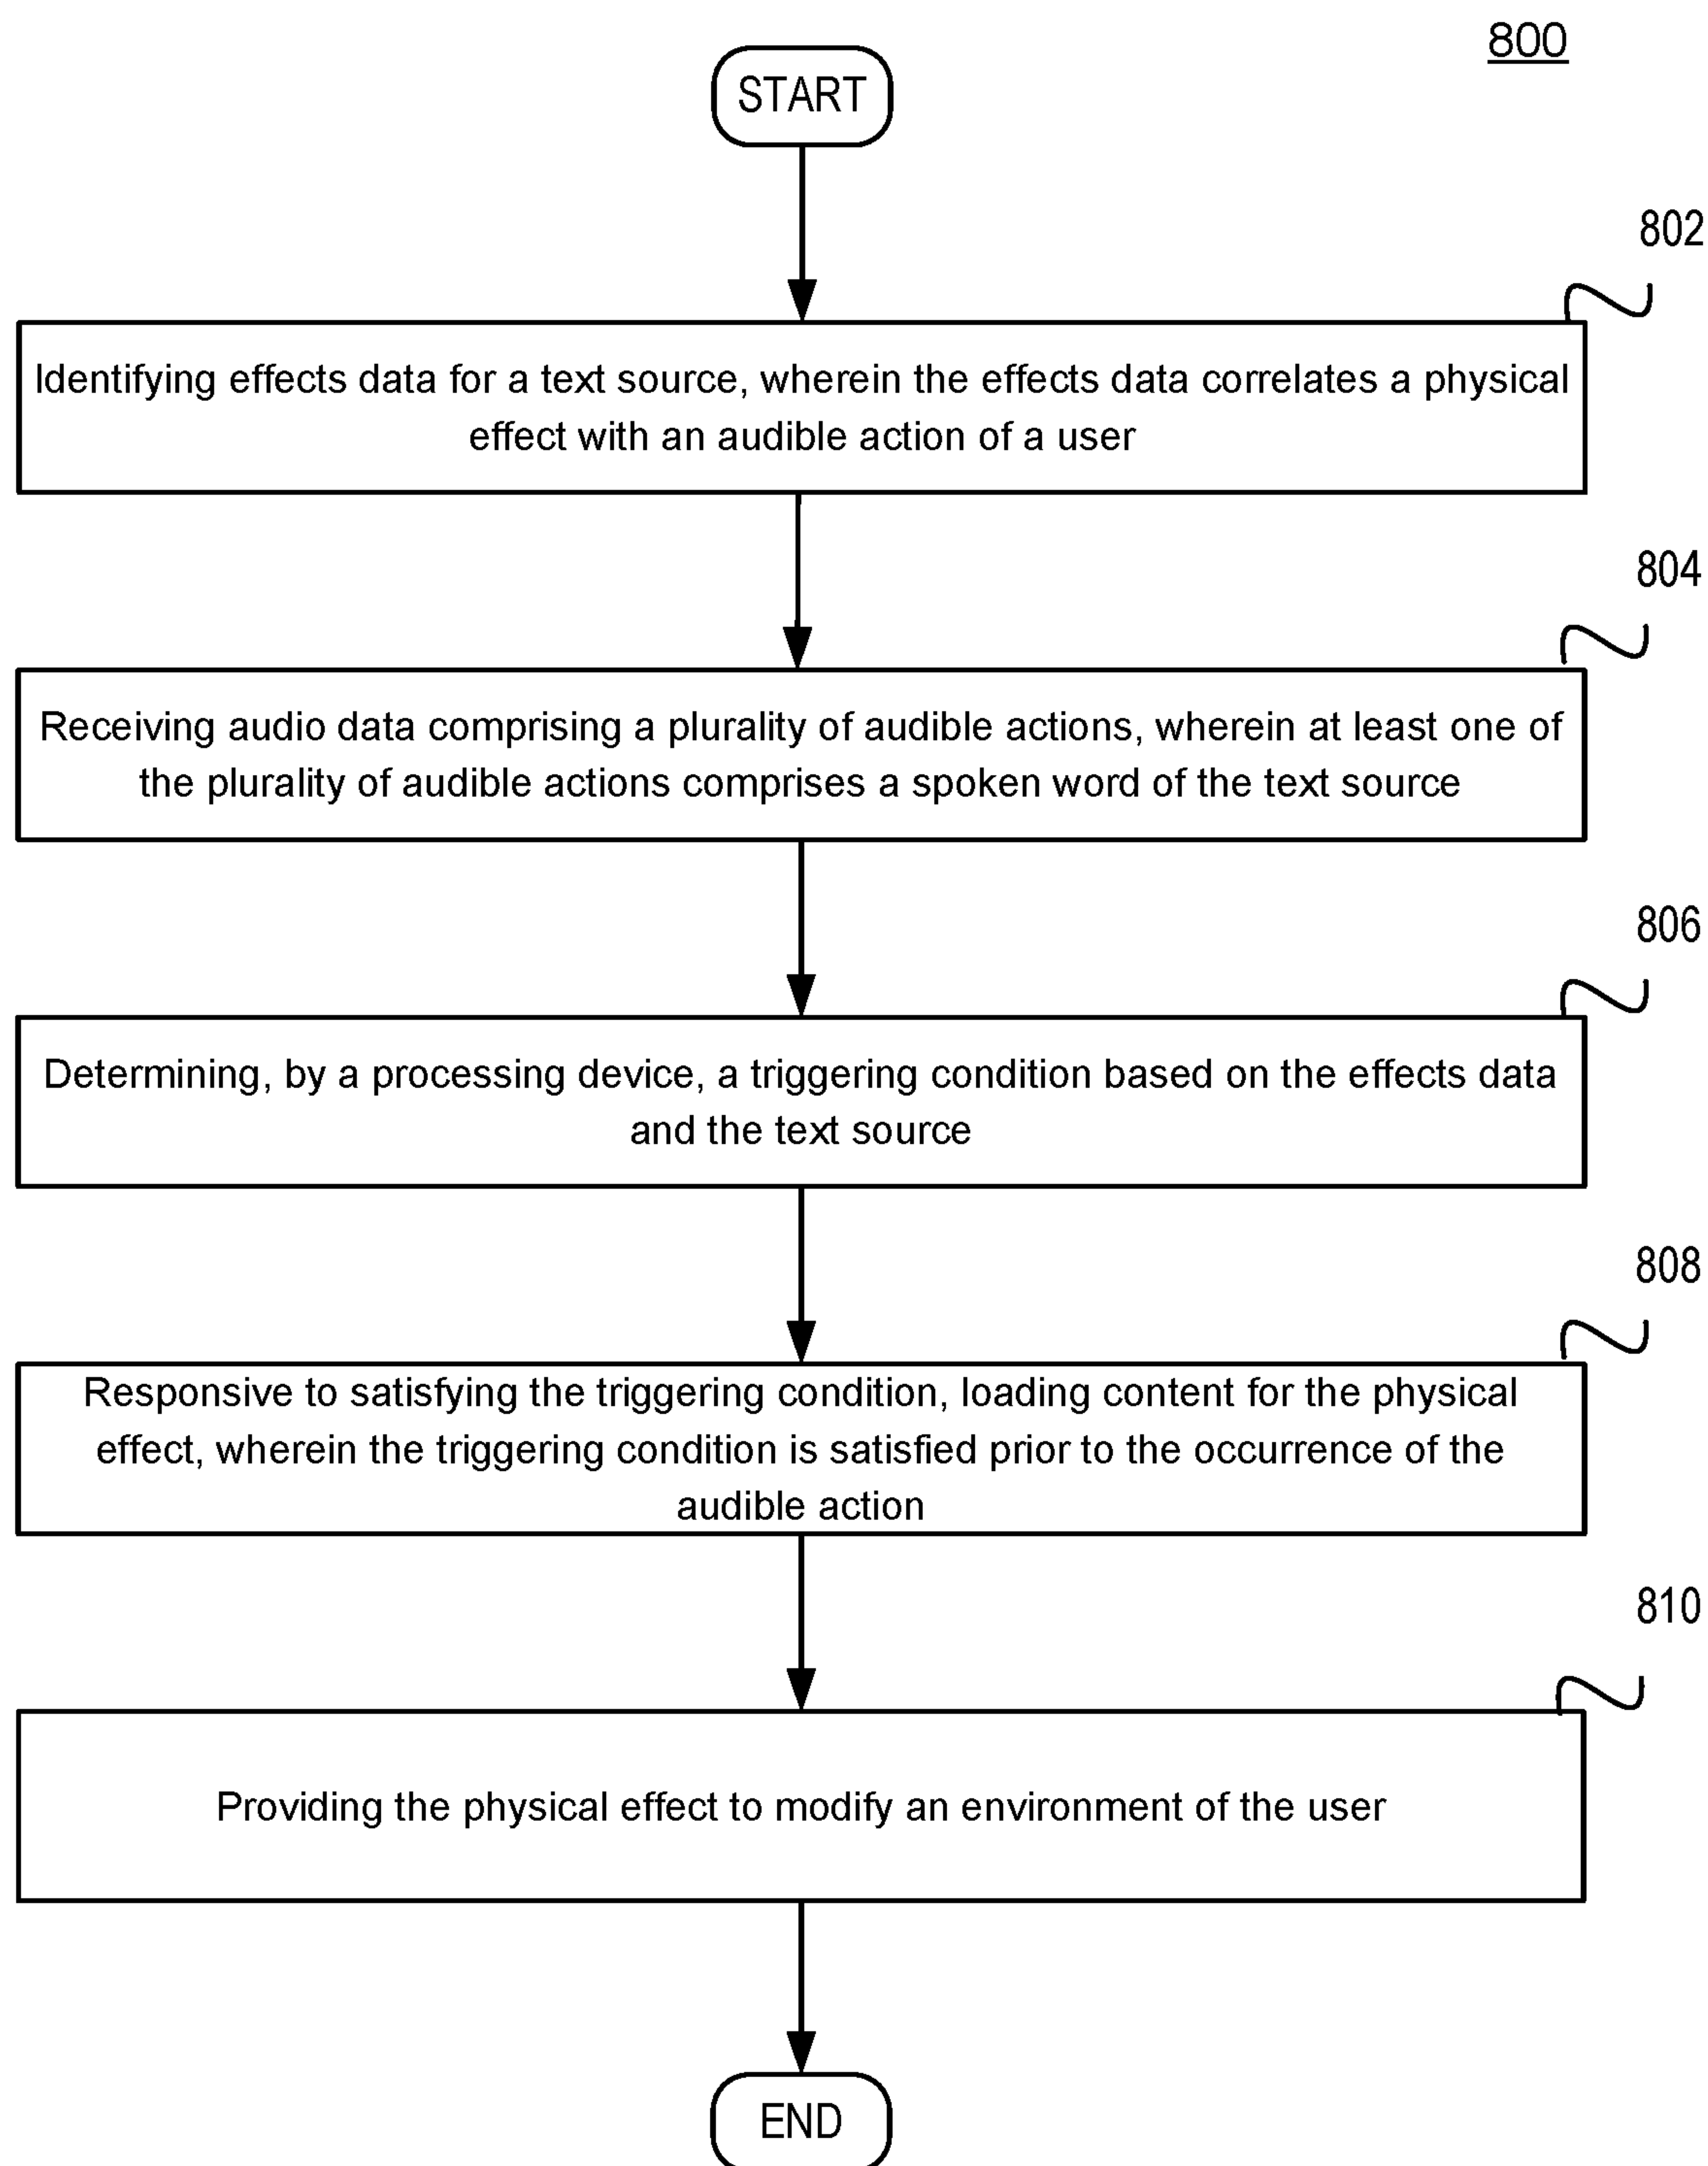 800
START
802
Identifying effects data for a text source, wherein the effects data correlates a physical
effect with an audible action of a user
804
Receiving audio data comprising a plurality of audible actions, wherein at least one of
the plurality of audible actions comprises a spoken word of the text source
806
Determining, by a processing device, a triggering condition based on the effects data
and the text source
808
Responsive to satisfying the triggering condition, loading content for the physical
effect, wherein the triggering condition is satisfied prior to the occurrence of the
audible action
810
Providing the physical effect to modify an environment of the user
END